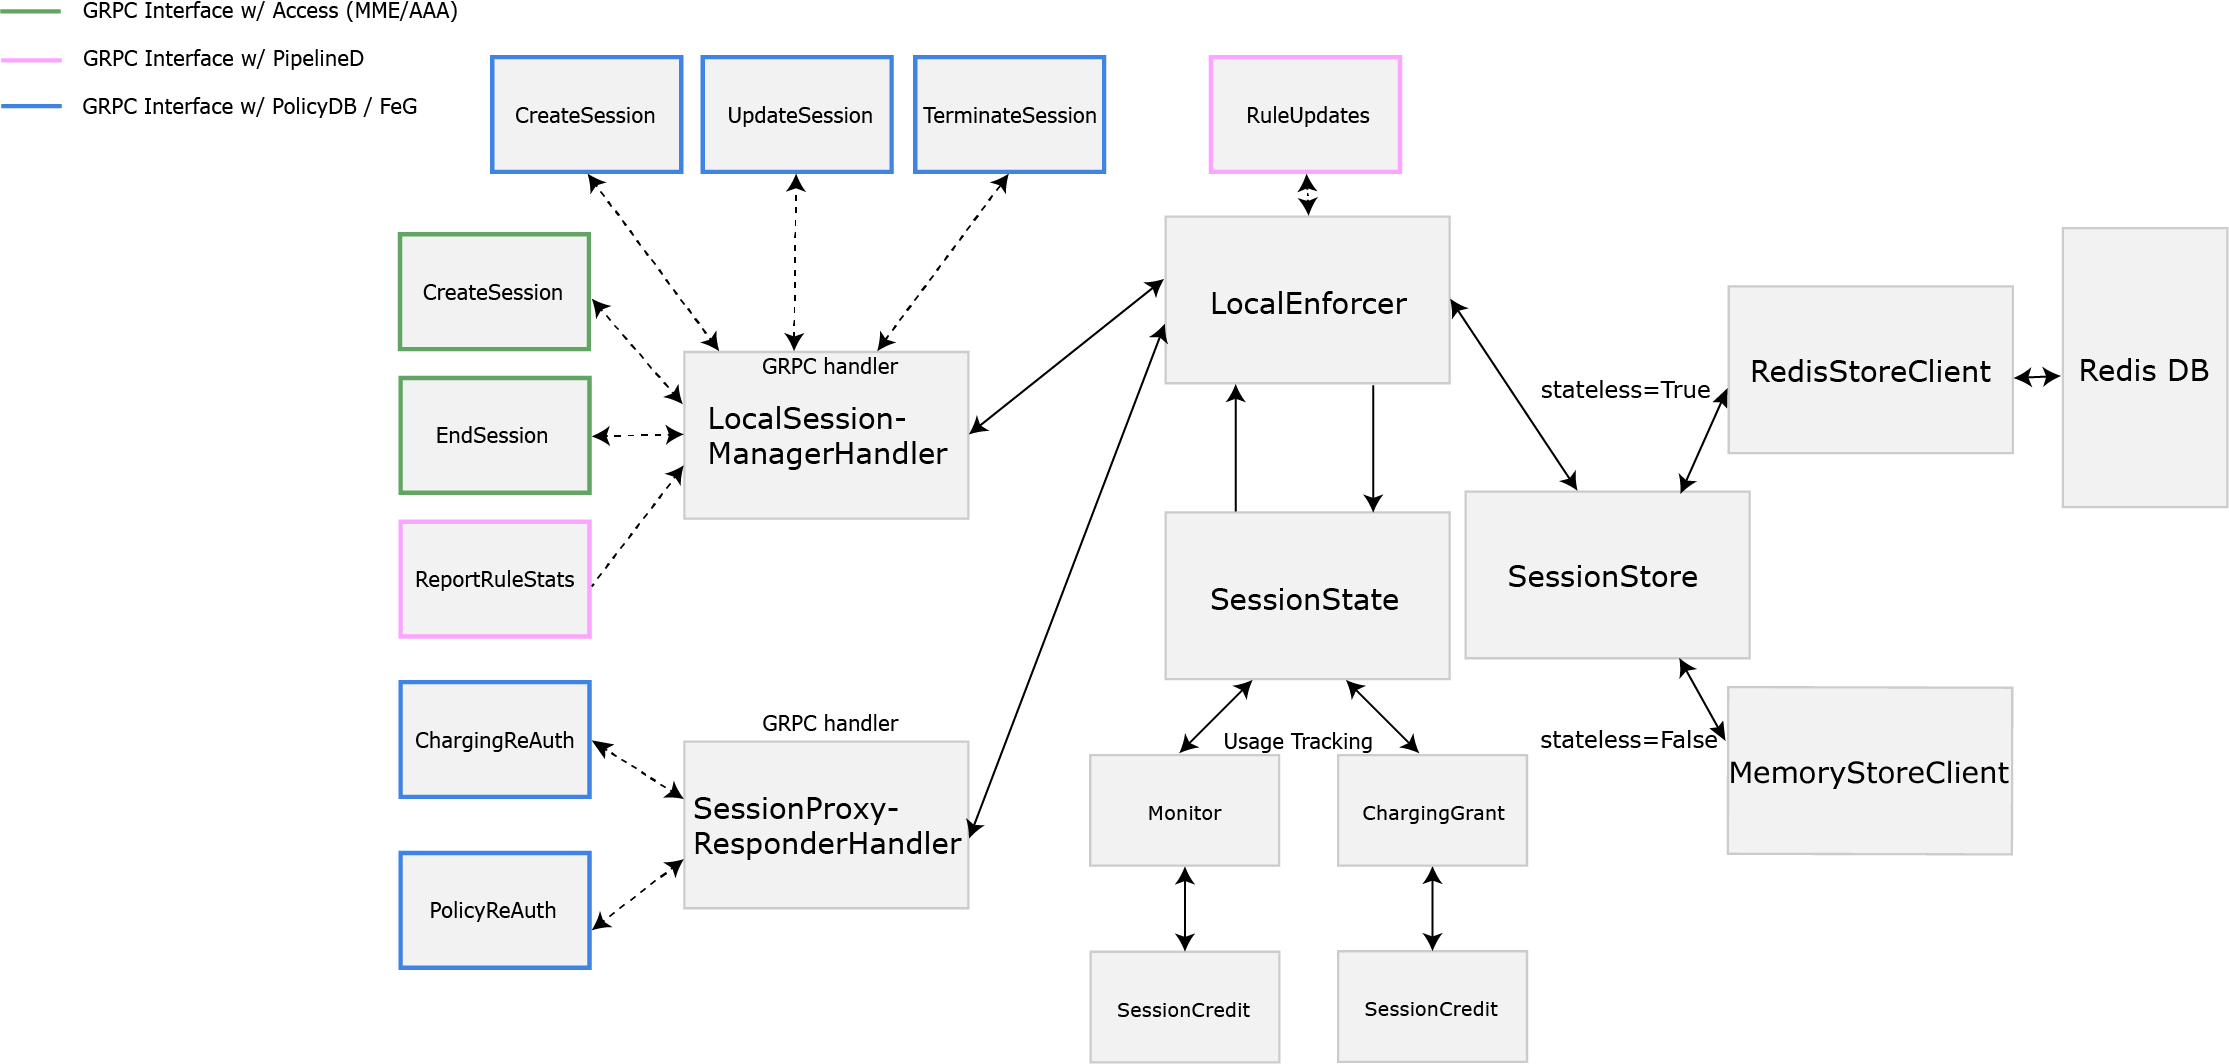 GRPC Interface w/ Access (MME/AAA)
GRPC Interface w/ PipelineD
GRPC Interface w/ PolicyDB / FeG
CreateSession
UpdateSession
TerminateSession
RuleUpdates
CreateSession
EndSession
ReportRuleStats
GRPC handler
LocalSession-
ManagerHandler
LocalEnforcer
stateless=True
RedisStoreClient
Redis DB
SessionState
SessionStore
ChargingReAuth
PolicyReAuth
GRPC handler
SessionProxy-
ResponderHandler
Usage Tracking
stateless=False
MemoryStoreClient
Monitor
ChargingGrant
SessionCredit
SessionCredit